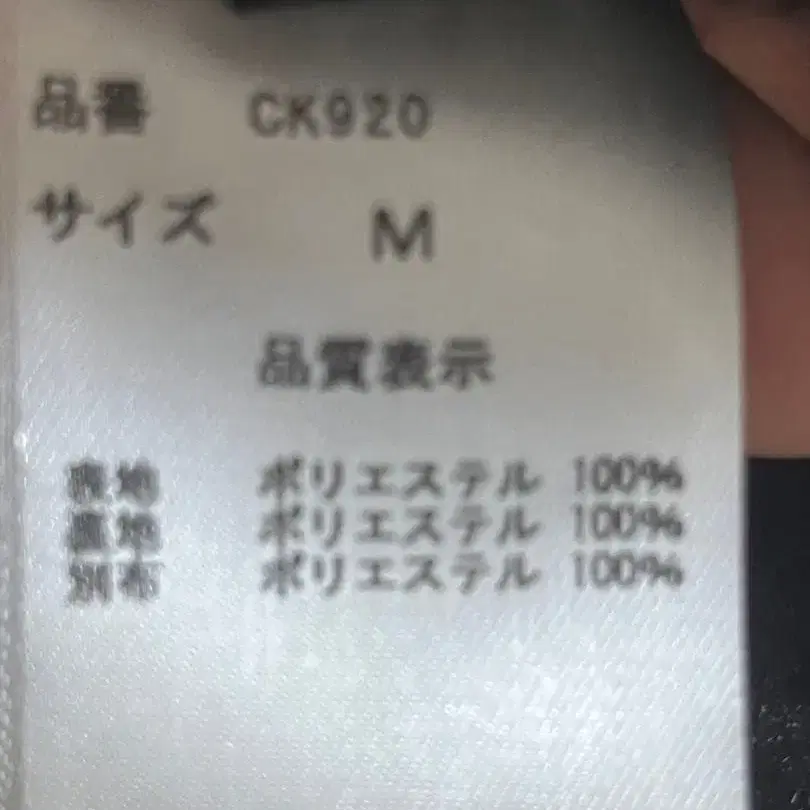 品番 CK920
サイズ M
品質表示
表地 ポリエステル 100%
裏地 ポリエステル 100%
別布 ポリエステル 100%